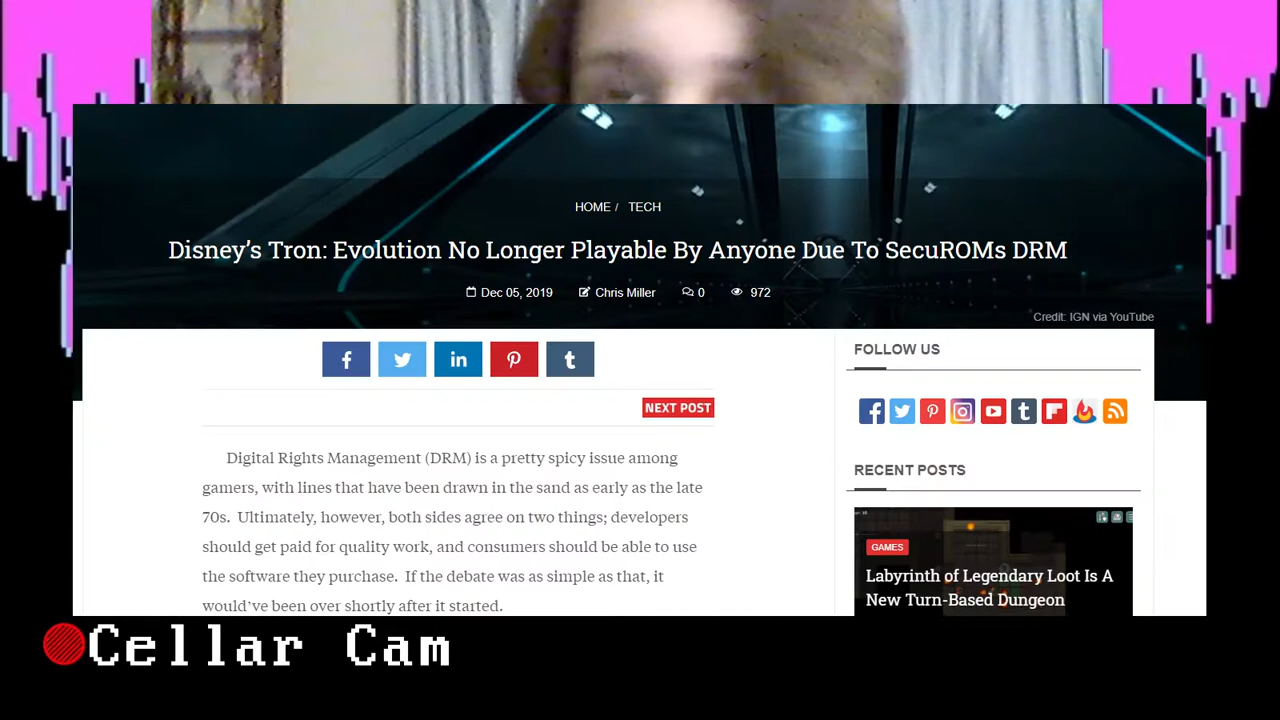 HOME / TECH
Disney’s Tron: Evolution No Longer Playable By Anyone Due To SecuROMs DRM
Dec 05, 2019 Chris Miller 0 972
Credit: IGN via YouTube
NEXT POST
Digital Rights Management (DRM) is a pretty spicy issue among
gamers, with lines that have been drawn in the sand as early as the late
70s. Ultimately, however, both sides agree on two things; developers
should get paid for quality work, and consumers should be able to use
the software they purchase. If the debate was as simple as that, it
would’ve been over shortly after it started.
FOLLOW US
RECENT POSTS
GAMES
Labyrinth of Legendary Loot Is A
New Turn-Based Dungeon
Cellar Cam